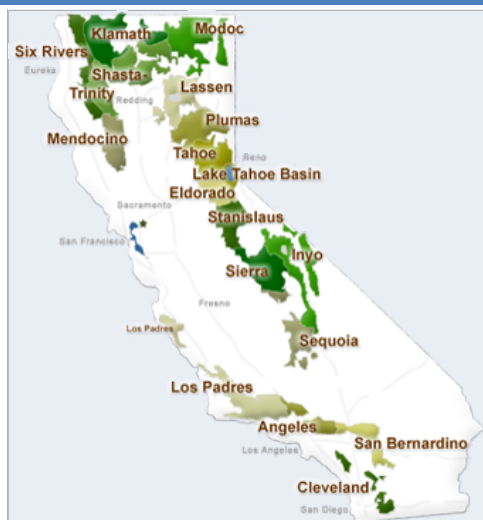 Klamath
Modoc
Six Rivers
Eureka
Shasta-
Trinity
Redding
Lassen
Plumas
Mendocino
Tahoe
Reno
Lake Tahoe Basin
Eldorado
Sacramento
Stanislaus
San Francisco
Inyo
Sierra
Fresno
Los Padres
Sequoia
Los Padres
Angeles
San Bernardino
Los Angeles
Cleveland
San Diego